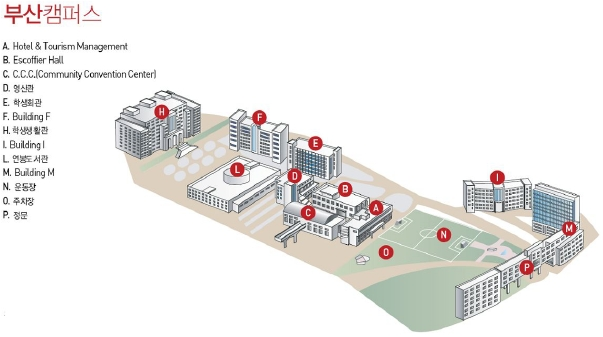 부산캠퍼스
A. Hotel & Tourism Management
B. Escoffier Hall
C. C.C.C.(Community Convention Center)
D. 영신관
E. 학생회관
F. Building F
H. 학생생활관
I. Building I
L. 연봉도서관
M. Building M
N. 운동장
O. 주차장
P. 정문
H
F
E
L
D
B
C
A
I
N
M
O
P